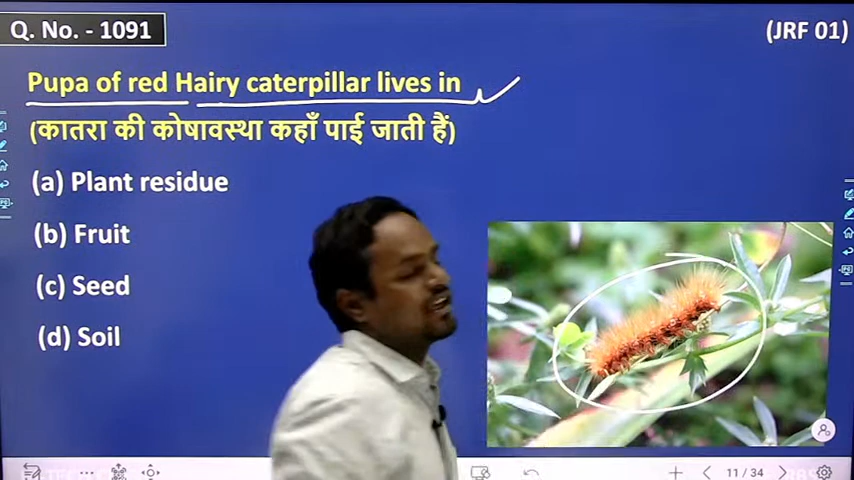 Q. No. - 1091
(JRF 01)
Pupa of red Hairy caterpillar lives in
(कातरा की कोषावस्था कहाँ पाई जाती हैं)
(a) Plant residue
(b) Fruit
(c) Seed
(d) Soil
11/34